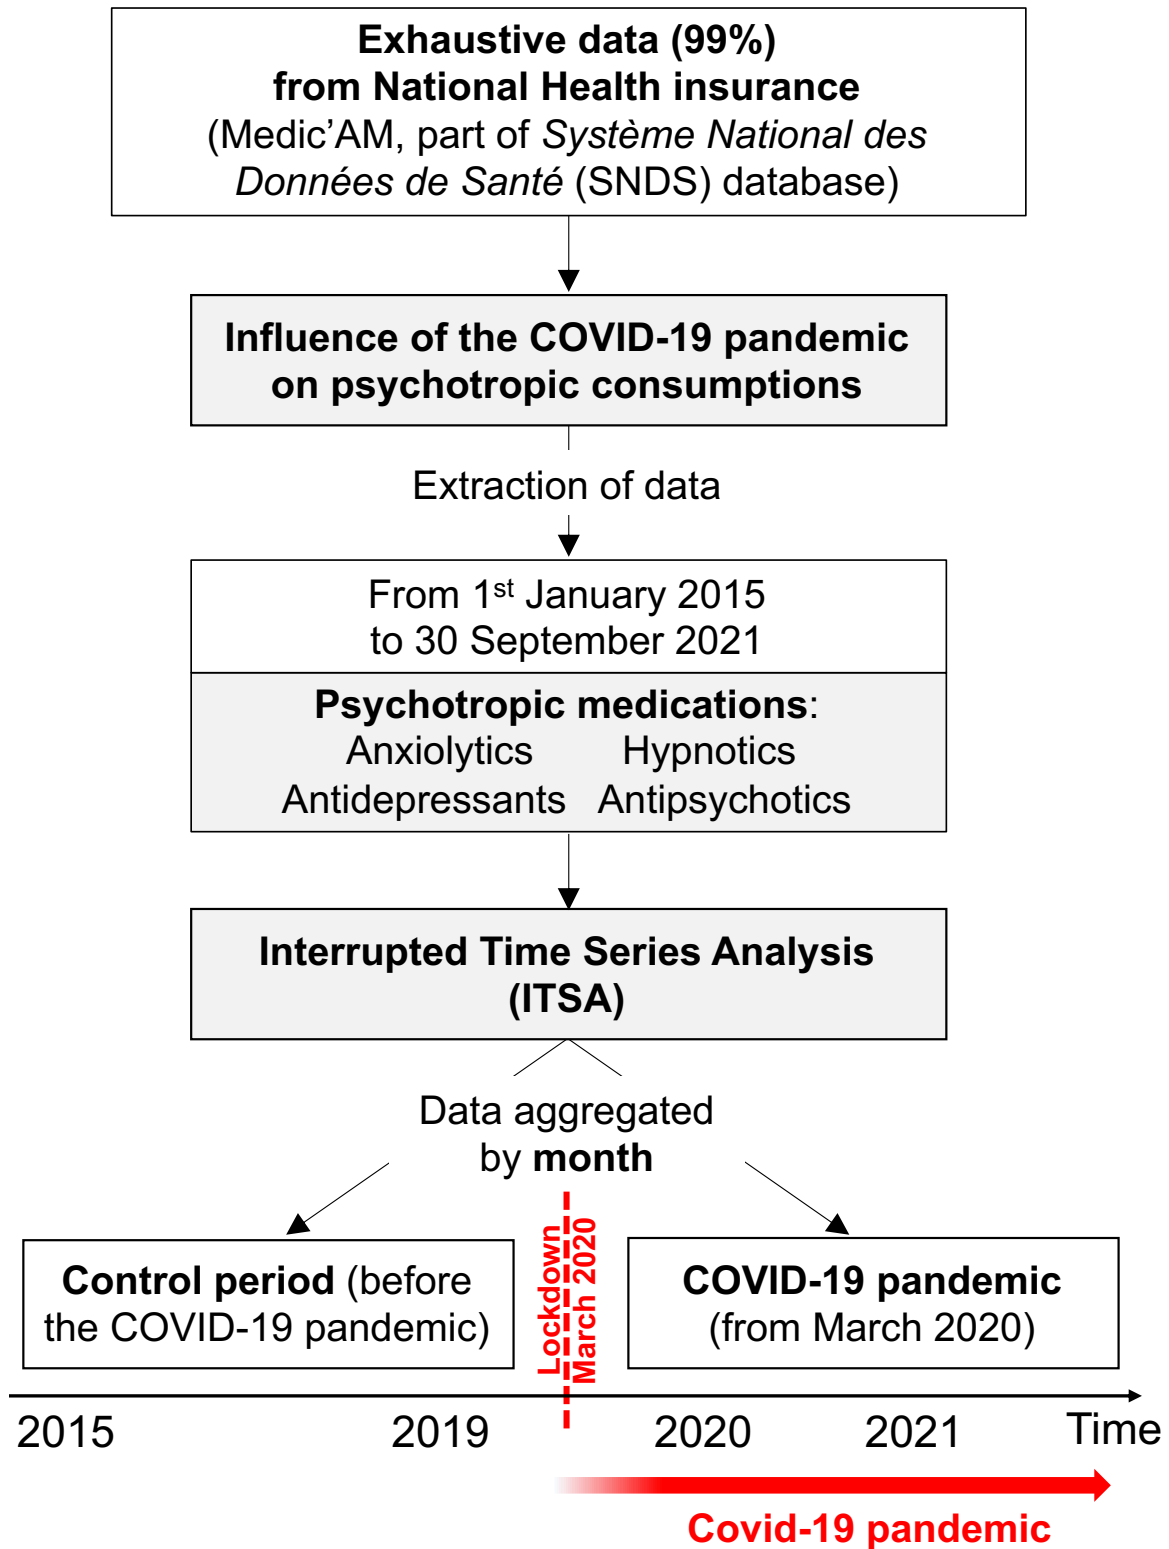 Exhaustive data (99%)
from National Health insurance
(Medic’AM, part of Système National des
Données de Santé (SNDS) database)
Influence of the COVID-19 pandemic
on psychotropic consumptions
Extraction of data
From 1st January 2015
to 30 September 2021
Psychotropic medications:
Anxiolytics Hypnotics
Antidepressants Antipsychotics
Interrupted Time Series Analysis
(ITSA)
Data aggregated
by month
Control period (before
the COVID-19 pandemic)
Lockdown
March 2020
COVID-19 pandemic
(from March 2020)
2015 2019 2020 2021 Time
Covid-19 pandemic